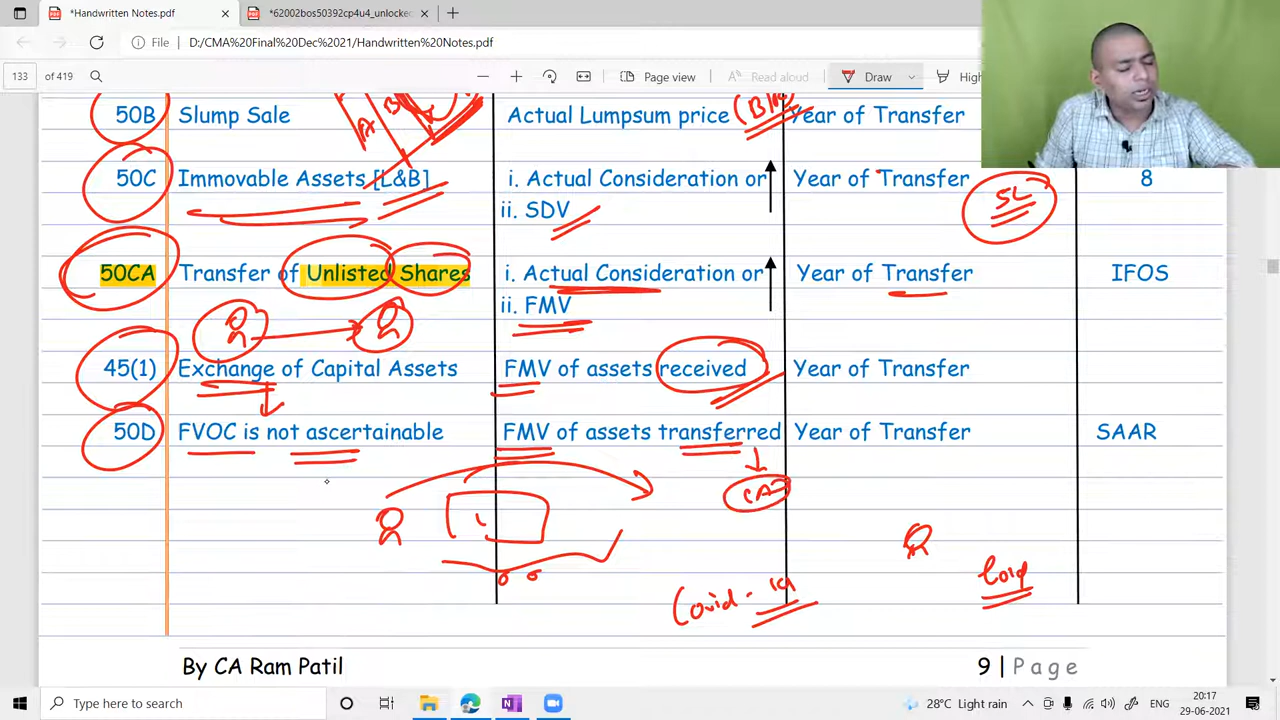 *Handwritten Notes.pdf
*62002bos50392cp4u4_unlocked
File D:/CMA%20Final%20Dec%2021/Handwritten%20Notes.pdf
133 of 419 Page view Read aloud Draw High
50B Slump Sale Actual Lumpsum price Year of Transfer
50C Immovable Assets [L&B] i. Actual Consideration or Year of Transfer 8
ii. SDV
50CA Transfer of Unlisted Shares i. Actual Consideration or Year of Transfer IFOS
ii. FMV
45(1) Exchange of Capital Assets FMV of assets received Year of Transfer
50D FVOC is not ascertainable FMV of assets transferred Year of Transfer SAAR
Covid-19
By CA Ram Patil 9 | Page
Type here to search
28°C Light rain ENG 20:17
29-06-2021